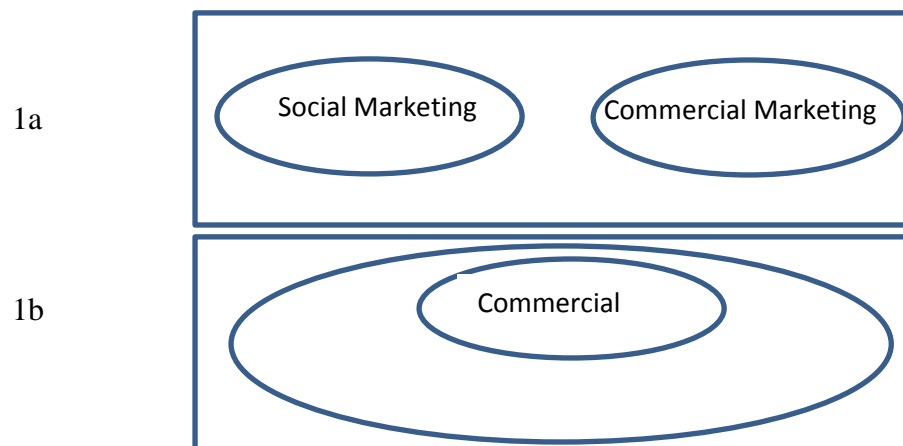 1a
Social Marketing
Commercial Marketing
1b
Commercial